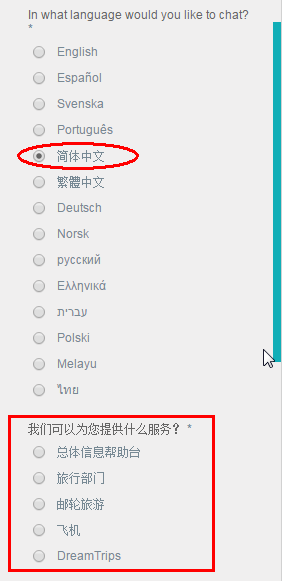 In what language would you like to chat?
*
English
Español
Svenska
Português
简体中文
繁體中文
Deutsch
Norsk
русский
Ελληνικά
עברית
Polski
Melayu
ไทย
我们可以为您提供什么服务？ *
总体信息帮助台
旅行部门
邮轮旅游
飞机
DreamTrips